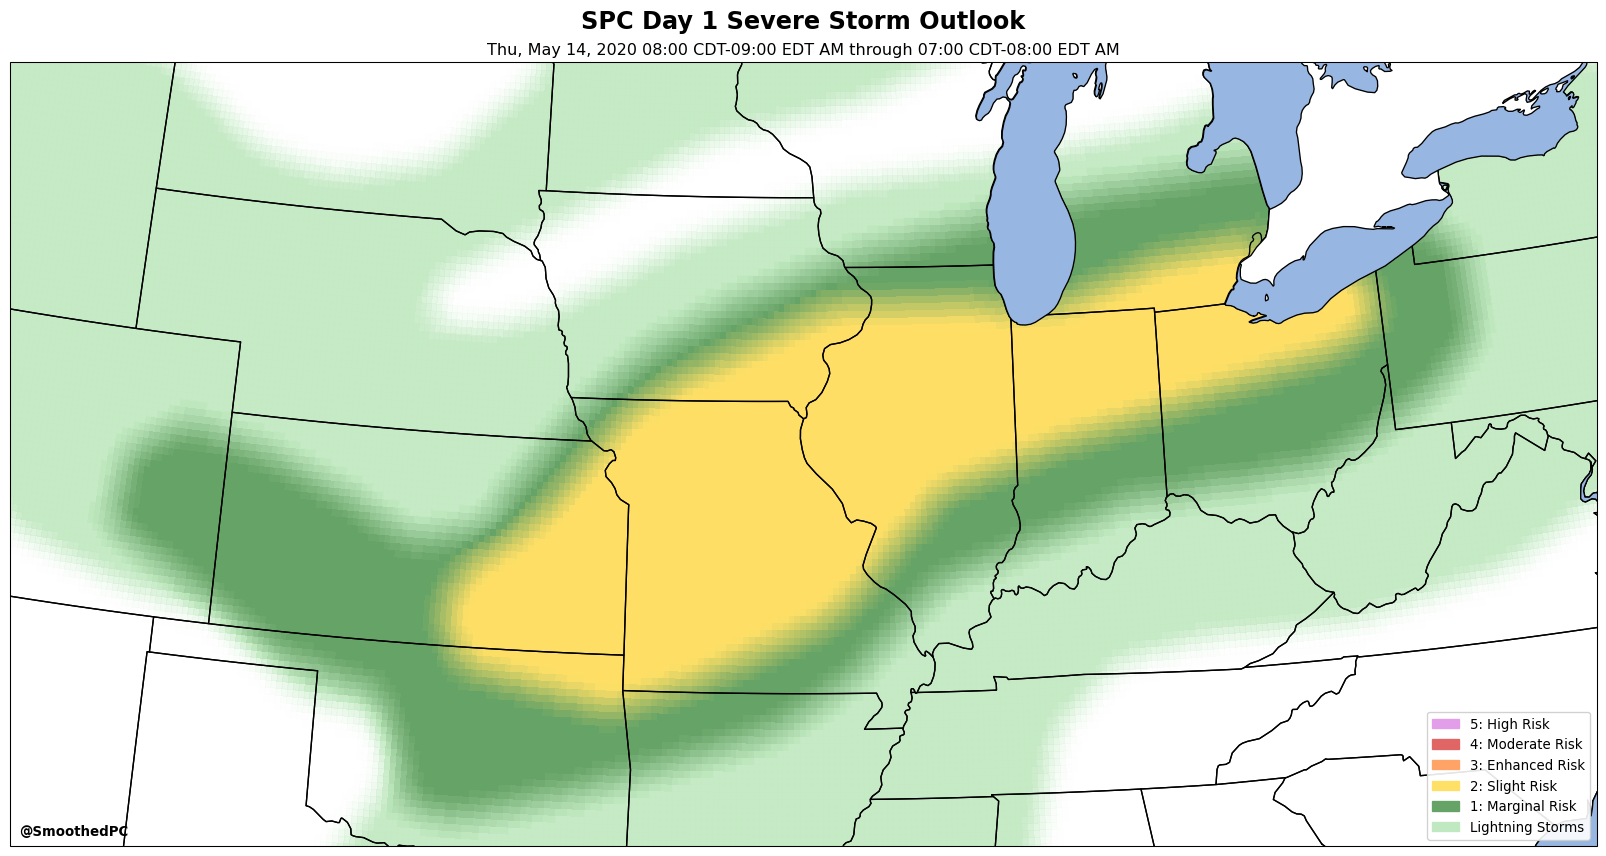 SPC Day 1 Severe Storm Outlook
Thu, May 14, 2020 08:00 CDT-09:00 EDT AM through 07:00 CDT-08:00 EDT AM
5: High Risk
4: Moderate Risk
3: Enhanced Risk
2: Slight Risk
1: Marginal Risk
Lightning Storms
@SmoothedPC